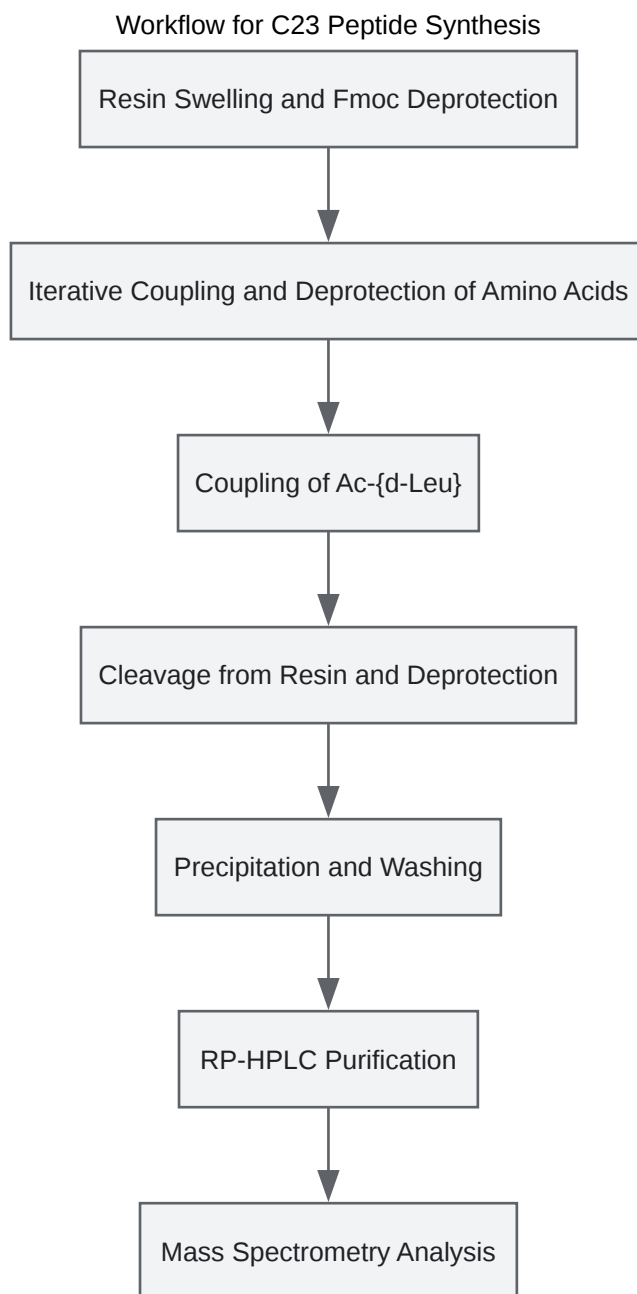 Workflow for C23 Peptide Synthesis
Resin Swelling and Fmoc Deprotection
Iterative Coupling and Deprotection of Amino Acids
Coupling of Ac-{d-Leu}
Cleavage from Resin and Deprotection
Precipitation and Washing
RP-HPLC Purification
Mass Spectrometry Analysis